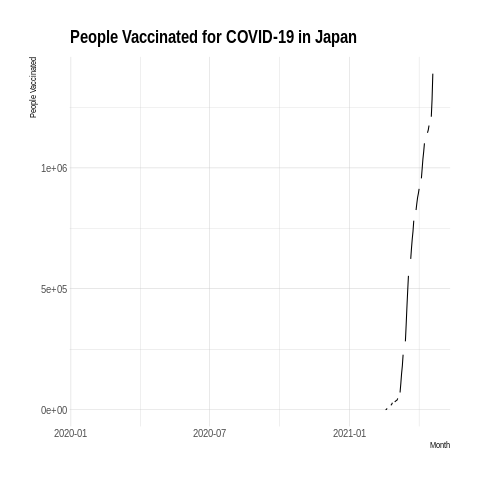 People Vaccinated for COVID-19 in Japan
People Vaccinated
1e+06
5e+05
0e+00
2020-01
2020-07
2021-01
Month